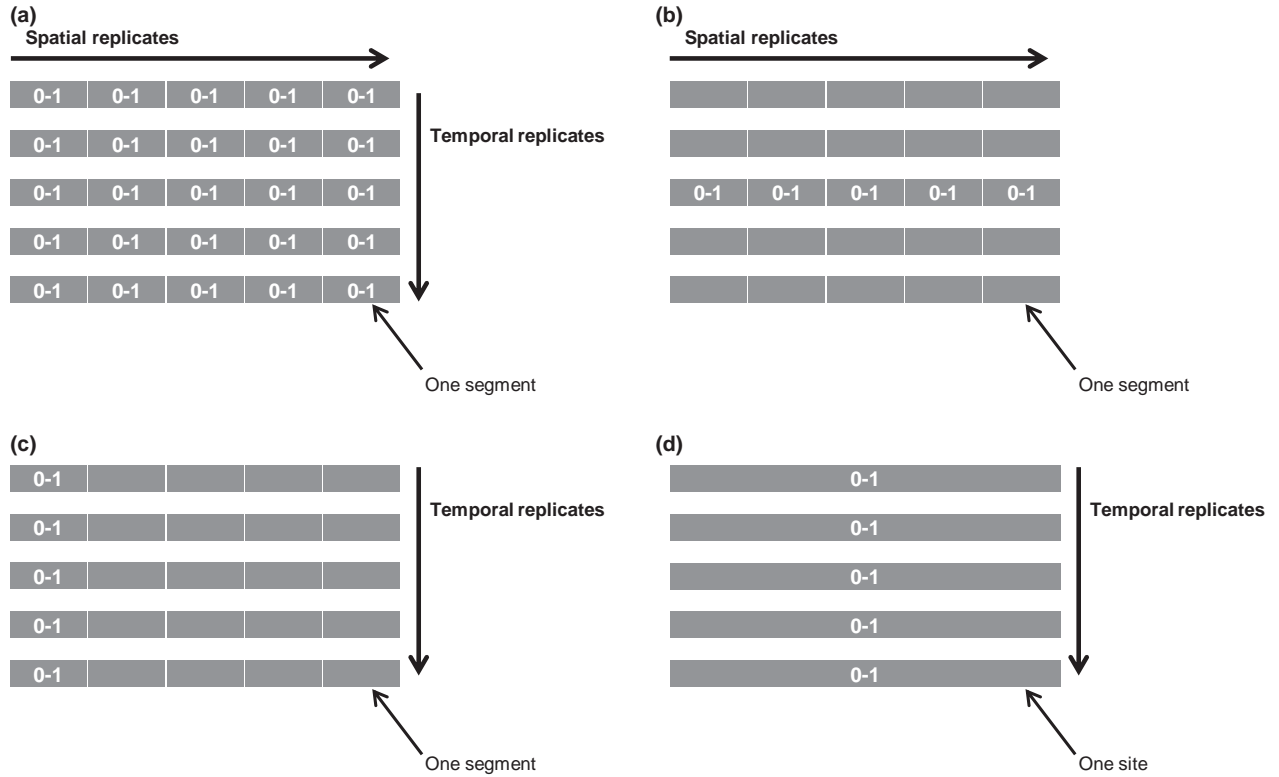 (a)
Spatial replicates
0-1 0-1 0-1 0-1 0-1
0-1 0-1 0-1 0-1 0-1
Temporal replicates
0-1 0-1 0-1 0-1 0-1
0-1 0-1 0-1 0-1 0-1
0-1 0-1 0-1 0-1 0-1
One segment
(b)
Spatial replicates
0-1 0-1 0-1 0-1 0-1
One segment
(c)
0-1
Temporal replicates
0-1
0-1
0-1
0-1
One segment
(d)
0-1
Temporal replicates
0-1
0-1
0-1
0-1
One site